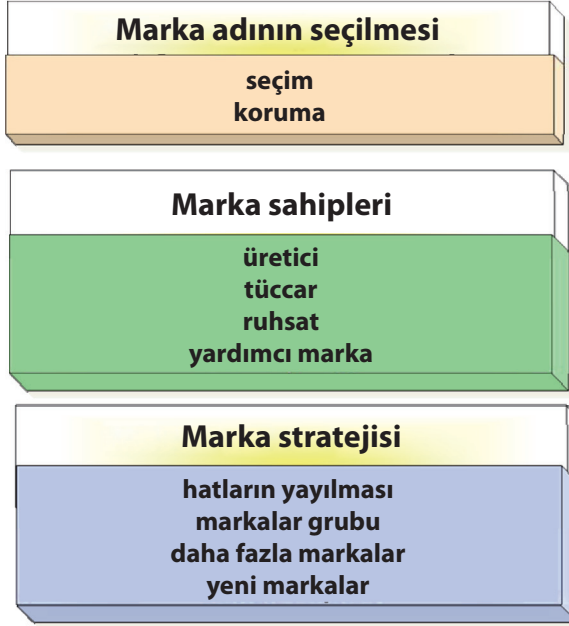 Marka adının seçilmesi
seçim
koruma
Marka sahipleri
üretici
tüccar
ruhsat
yardımcı marka
Marka stratejisi
hatların yayılması
markalar grubu
daha fazla markalar
yeni markalar